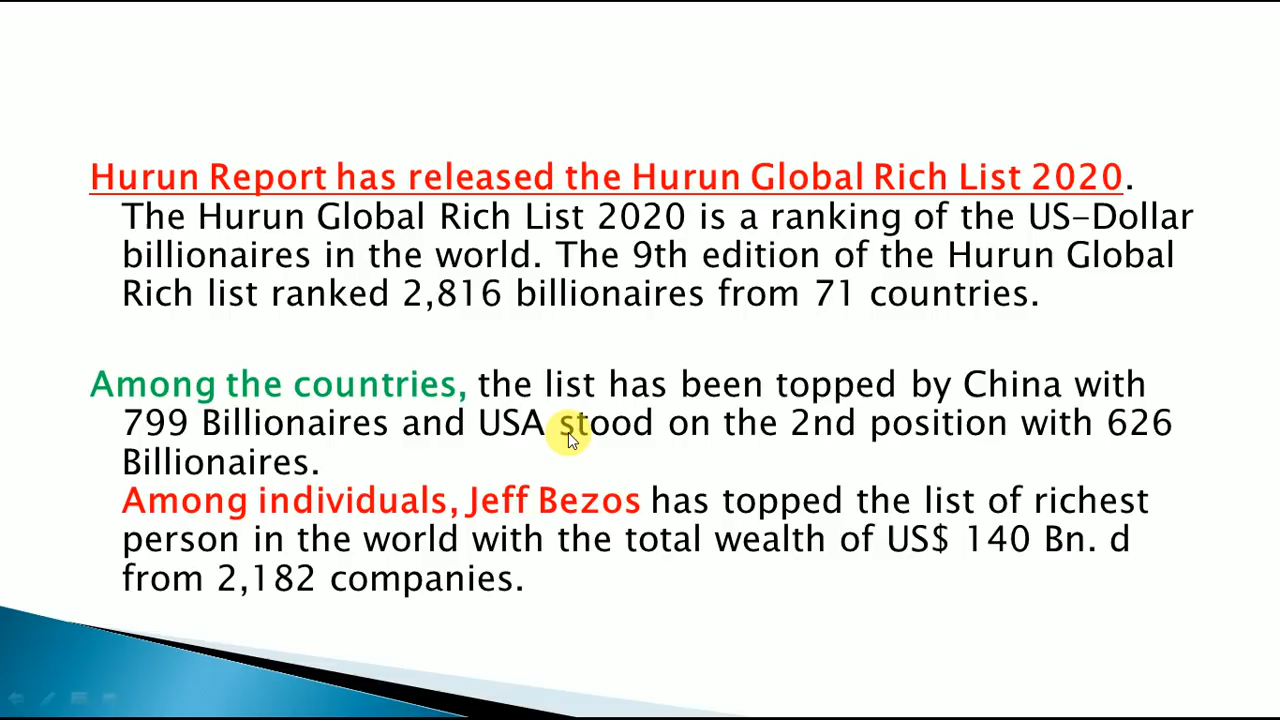 Hurun Report has released the Hurun Global Rich List 2020.
The Hurun Global Rich List 2020 is a ranking of the US-Dollar
billionaires in the world. The 9th edition of the Hurun Global
Rich list ranked 2,816 billionaires from 71 countries.
Among the countries, the list has been topped by China with
799 Billionaires and USA stood on the 2nd position with 626
Billionaires.
Among individuals, Jeff Bezos has topped the list of richest
person in the world with the total wealth of US$ 140 Bn. d
from 2,182 companies.